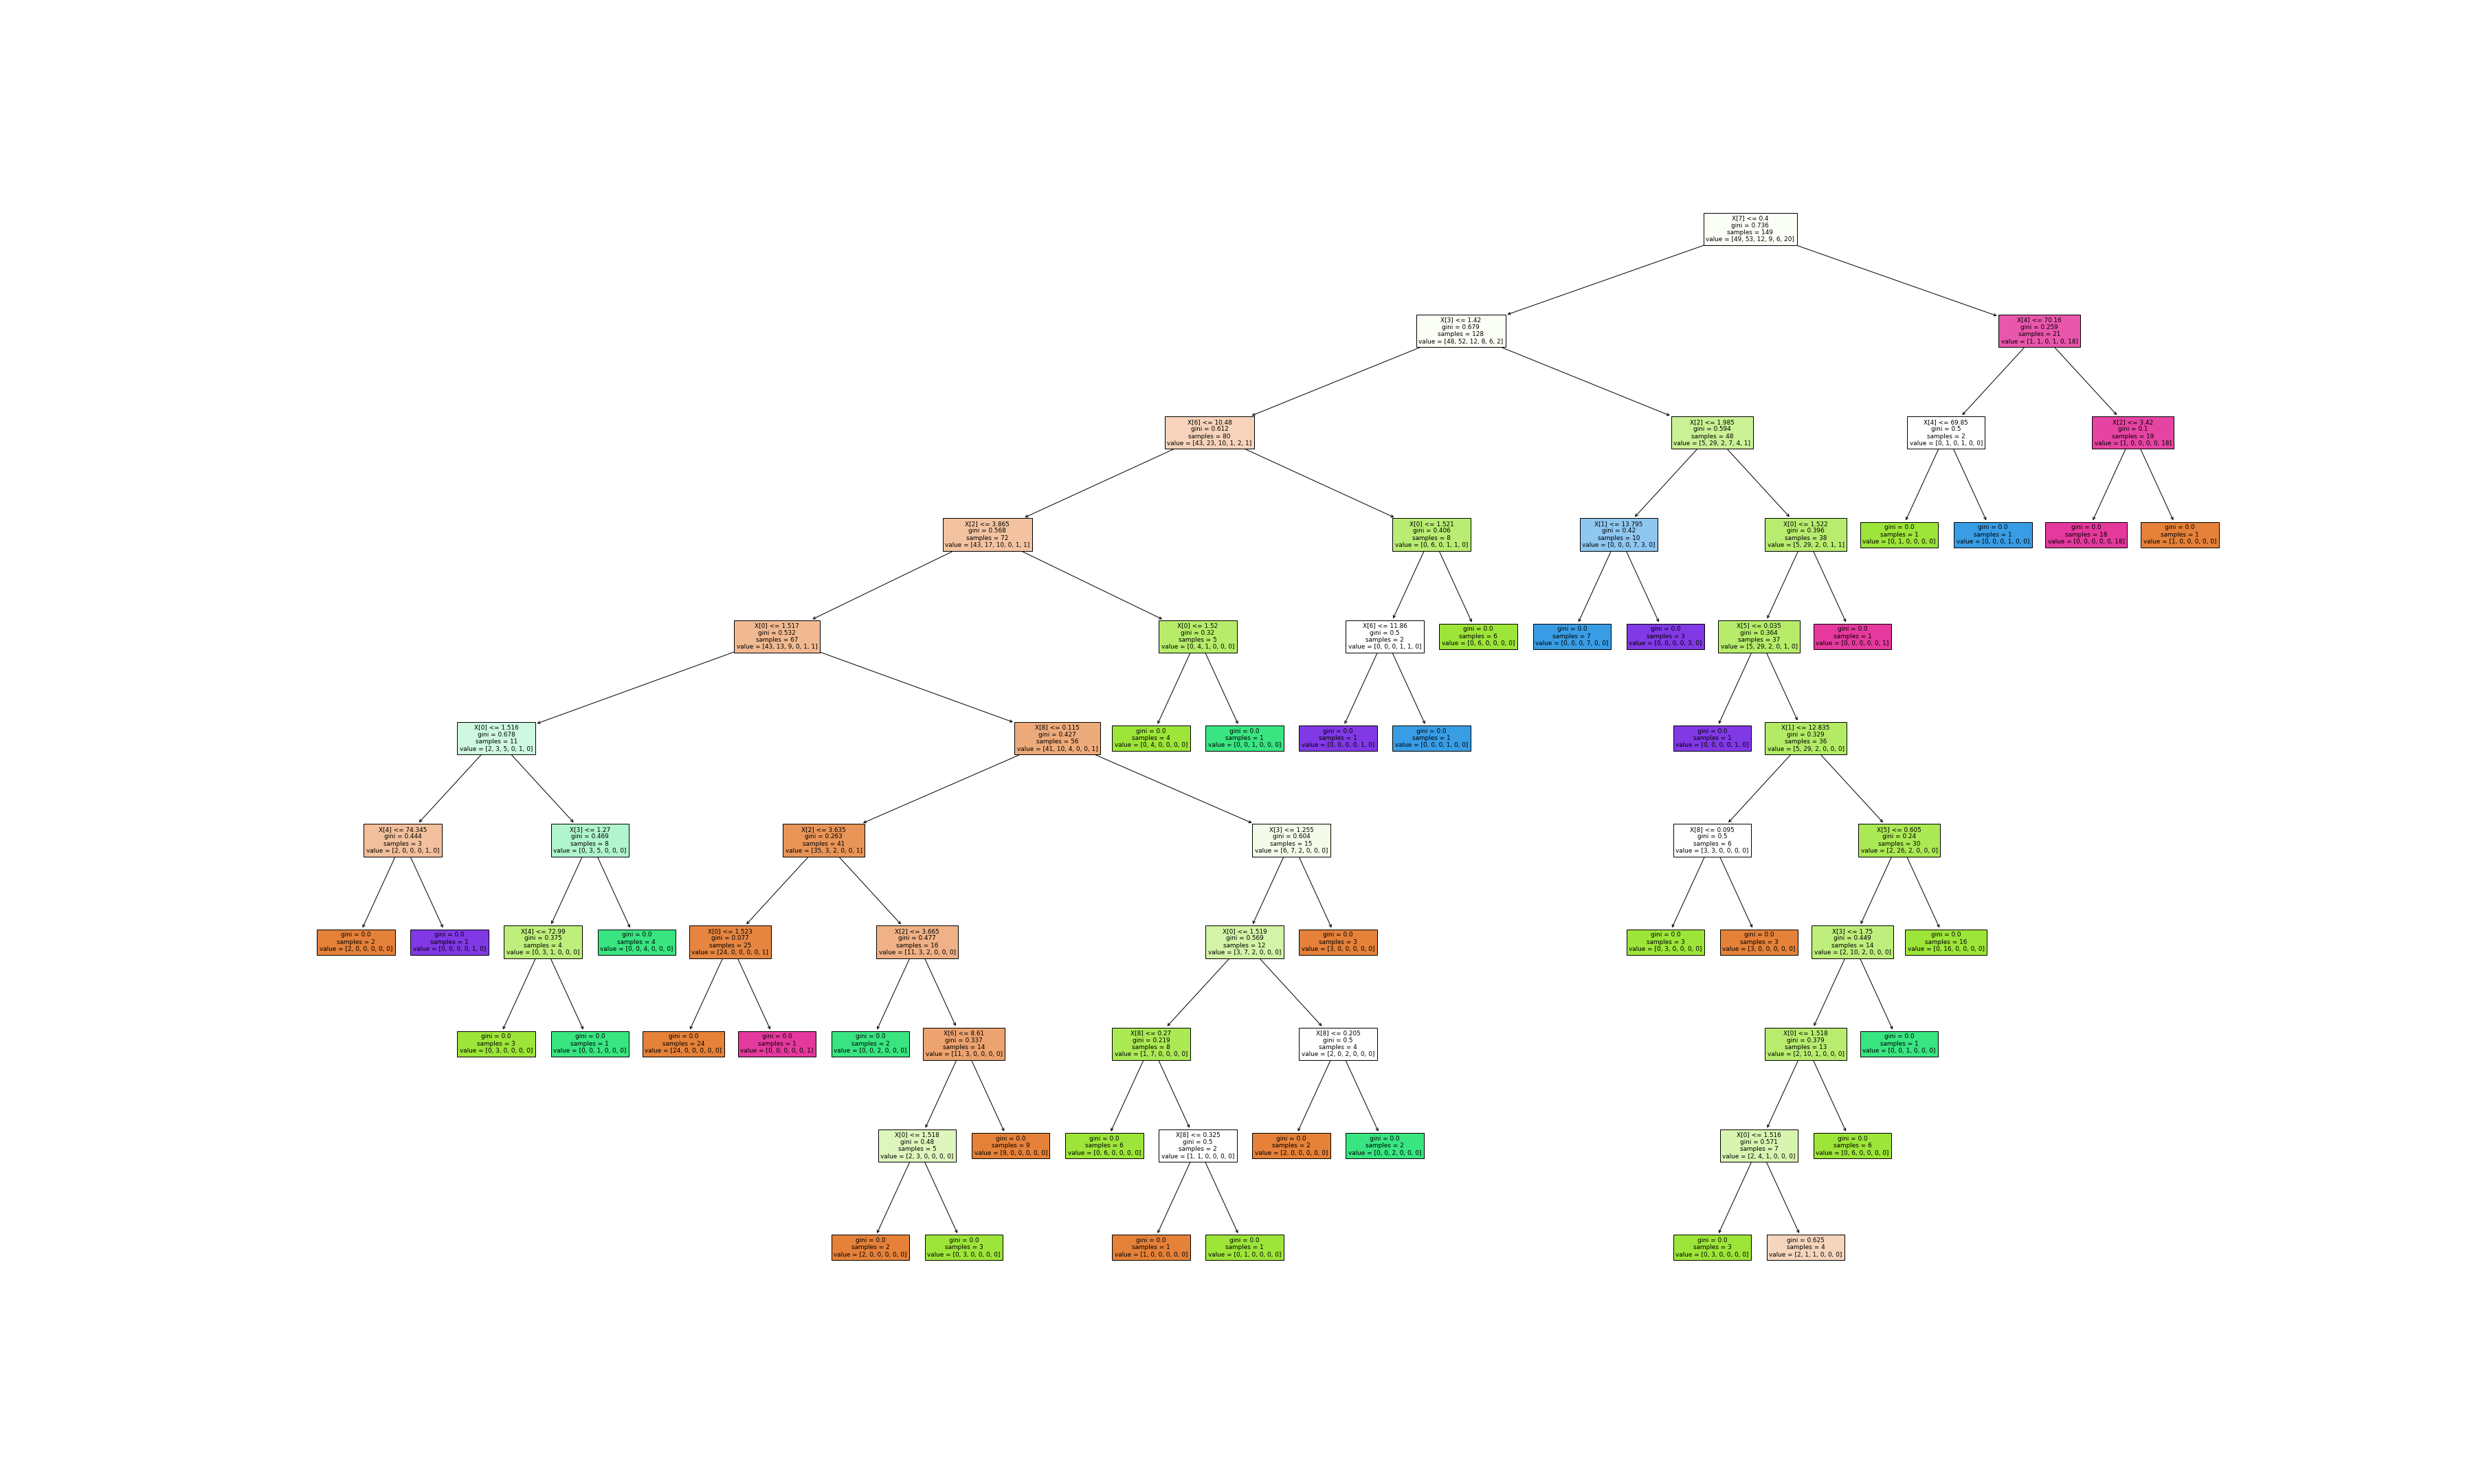 X[7] <= 0.4
gini = 0.736
samples = 149
value = [49, 53, 12, 9, 6, 20]
X[3] <= 1.42
gini = 0.679
samples = 128
value = [48, 52, 12, 8, 6, 2]
X[4] <= 70.16
gini = 0.259
samples = 21
value = [1, 1, 0, 1, 0, 18]
X[6] <= 10.48
gini = 0.612
samples = 80
value = [43, 23, 10, 1, 2, 1]
X[2] <= 1.985
gini = 0.594
samples = 48
value = [5, 29, 2, 7, 4, 1]
X[4] <= 69.85
gini = 0.5
samples = 2
value = [0, 1, 0, 1, 0, 0]
X[2] <= 3.42
gini = 0.1
samples = 19
value = [1, 0, 0, 0, 0, 18]
X[2] <= 3.865
gini = 0.568
samples = 72
value = [43, 17, 10, 0, 1, 1]
X[0] <= 1.521
gini = 0.406
samples = 8
value = [0, 6, 0, 1, 1, 0]
X[1] <= 13.795
gini = 0.42
samples = 10
value = [0, 0, 0, 7, 3, 0]
X[0] <= 1.522
gini = 0.396
samples = 38
value = [5, 29, 2, 0, 1, 1]
gini = 0.0
samples = 1
value = [0, 1, 0, 0, 0, 0]
gini = 0.0
samples = 1
value = [0, 0, 0, 1, 0, 0]
gini = 0.0
samples = 18
value = [0, 0, 0, 0, 0, 18]
gini = 0.0
samples = 1
value = [1, 0, 0, 0, 0, 0]
X[0] <= 1.517
gini = 0.532
samples = 67
value = [43, 13, 9, 0, 1, 1]
X[0] <= 1.52
gini = 0.32
samples = 5
value = [0, 4, 1, 0, 0, 0]
X[6] <= 11.86
gini = 0.5
samples = 2
value = [0, 0, 0, 1, 1, 0]
gini = 0.0
samples = 6
value = [0, 6, 0, 0, 0, 0]
gini = 0.0
samples = 7
value = [0, 0, 0, 7, 0, 0]
gini = 0.0
samples = 3
value = [0, 0, 0, 0, 3, 0]
X[5] <= 0.035
gini = 0.364
samples = 37
value = [5, 29, 2, 0, 1, 0]
gini = 0.0
samples = 1
value = [0, 0, 0, 0, 0, 1]
X[0] <= 1.516
gini = 0.678
samples = 11
value = [2, 3, 5, 0, 1, 0]
X[8] <= 0.115
gini = 0.427
samples = 56
value = [41, 10, 4, 0, 0, 1]
gini = 0.0
samples = 4
value = [0, 4, 0, 0, 0, 0]
gini = 0.0
samples = 1
value = [0, 0, 1, 0, 0, 0]
gini = 0.0
samples = 1
value = [0, 0, 0, 0, 1, 0]
gini = 0.0
samples = 1
value = [0, 0, 0, 1, 0, 0]
gini = 0.0
samples = 1
value = [0, 0, 0, 0, 1, 0]
X[1] <= 12.835
gini = 0.329
samples = 36
value = [5, 29, 2, 0, 0, 0]
X[4] <= 74.345
gini = 0.444
samples = 3
value = [2, 0, 0, 0, 1, 0]
X[3] <= 1.27
gini = 0.469
samples = 8
value = [0, 3, 5, 0, 0, 0]
X[2] <= 3.635
gini = 0.263
samples = 41
value = [35, 3, 2, 0, 0, 1]
X[3] <= 1.255
gini = 0.604
samples = 15
value = [6, 7, 2, 0, 0, 0]
X[8] <= 0.095
gini = 0.5
samples = 6
value = [3, 3, 0, 0, 0, 0]
X[5] <= 0.605
gini = 0.24
samples = 30
value = [2, 26, 2, 0, 0, 0]
gini = 0.0
samples = 2
value = [2, 0, 0, 0, 0, 0]
gini = 0.0
samples = 1
value = [0, 0, 0, 0, 1, 0]
X[4] <= 72.99
gini = 0.375
samples = 4
value = [0, 3, 1, 0, 0, 0]
gini = 0.0
samples = 4
value = [0, 0, 4, 0, 0, 0]
X[0] <= 1.523
gini = 0.077
samples = 25
value = [24, 0, 0, 0, 0, 1]
X[2] <= 3.665
gini = 0.477
samples = 16
value = [11, 3, 2, 0, 0, 0]
X[0] <= 1.519
gini = 0.569
samples = 12
value = [3, 7, 2, 0, 0, 0]
gini = 0.0
samples = 3
value = [3, 0, 0, 0, 0, 0]
gini = 0.0
samples = 3
value = [0, 3, 0, 0, 0, 0]
gini = 0.0
samples = 3
value = [3, 0, 0, 0, 0, 0]
X[3] <= 1.75
gini = 0.449
samples = 14
value = [2, 10, 2, 0, 0, 0]
gini = 0.0
samples = 16
value = [0, 16, 0, 0, 0, 0]
gini = 0.0
samples = 3
value = [0, 3, 0, 0, 0, 0]
gini = 0.0
samples = 1
value = [0, 0, 1, 0, 0, 0]
gini = 0.0
samples = 24
value = [24, 0, 0, 0, 0, 0]
gini = 0.0
samples = 1
value = [0, 0, 0, 0, 0, 1]
gini = 0.0
samples = 2
value = [0, 0, 2, 0, 0, 0]
X[6] <= 8.61
gini = 0.337
samples = 14
value = [11, 3, 0, 0, 0, 0]
X[8] <= 0.27
gini = 0.219
samples = 8
value = [1, 7, 0, 0, 0, 0]
X[8] <= 0.205
gini = 0.5
samples = 4
value = [2, 0, 2, 0, 0, 0]
X[0] <= 1.518
gini = 0.379
samples = 13
value = [2, 10, 1, 0, 0, 0]
gini = 0.0
samples = 1
value = [0, 0, 1, 0, 0, 0]
X[0] <= 1.518
gini = 0.48
samples = 5
value = [2, 3, 0, 0, 0, 0]
gini = 0.0
samples = 9
value = [9, 0, 0, 0, 0, 0]
gini = 0.0
samples = 6
value = [0, 6, 0, 0, 0, 0]
X[8] <= 0.325
gini = 0.5
samples = 2
value = [1, 1, 0, 0, 0, 0]
gini = 0.0
samples = 2
value = [2, 0, 0, 0, 0, 0]
gini = 0.0
samples = 2
value = [0, 0, 2, 0, 0, 0]
X[0] <= 1.516
gini = 0.571
samples = 7
value = [2, 4, 1, 0, 0, 0]
gini = 0.0
samples = 6
value = [0, 6, 0, 0, 0, 0]
gini = 0.0
samples = 2
value = [2, 0, 0, 0, 0, 0]
gini = 0.0
samples = 3
value = [0, 3, 0, 0, 0, 0]
gini = 0.0
samples = 1
value = [1, 0, 0, 0, 0, 0]
gini = 0.0
samples = 1
value = [0, 1, 0, 0, 0, 0]
gini = 0.0
samples = 3
value = [0, 3, 0, 0, 0, 0]
gini = 0.625
samples = 4
value = [2, 1, 1, 0, 0, 0]